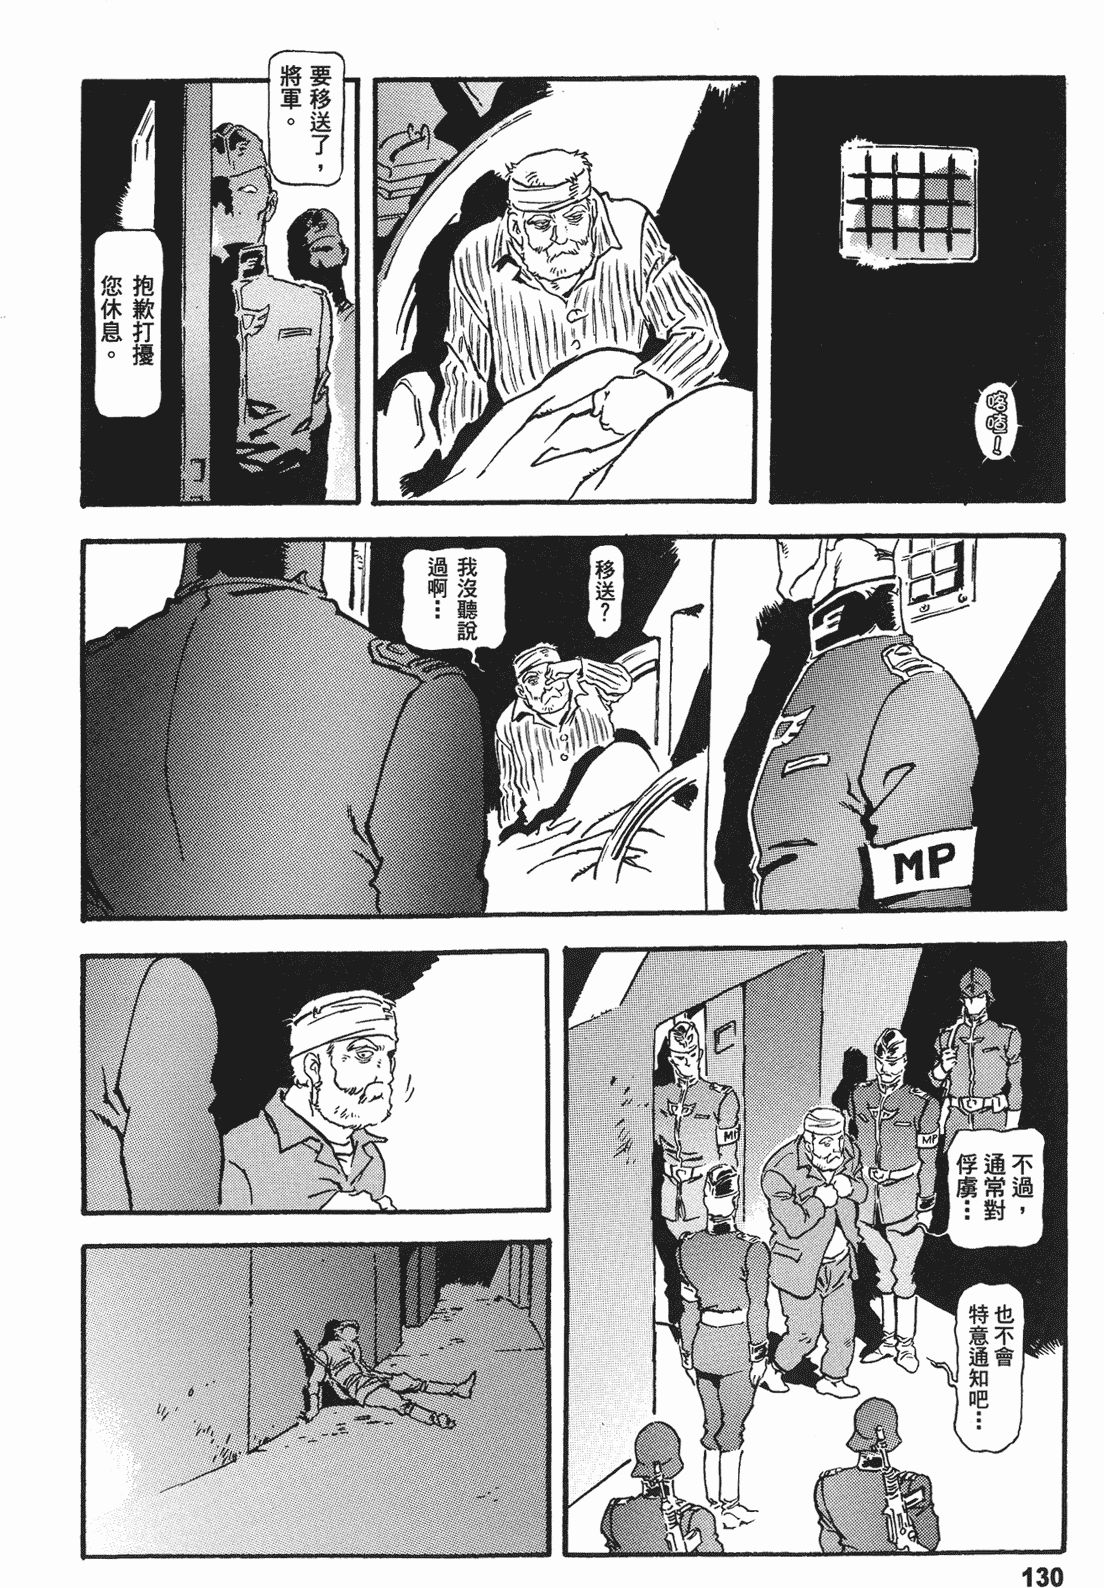 喀喳！
要移送了，
將軍。
抱歉打擾
您休息。
移送？
我沒聽說
過啊…
MP
MP
MP
不過，
通常對
俘虜…
也不會
特意通知吧…
130